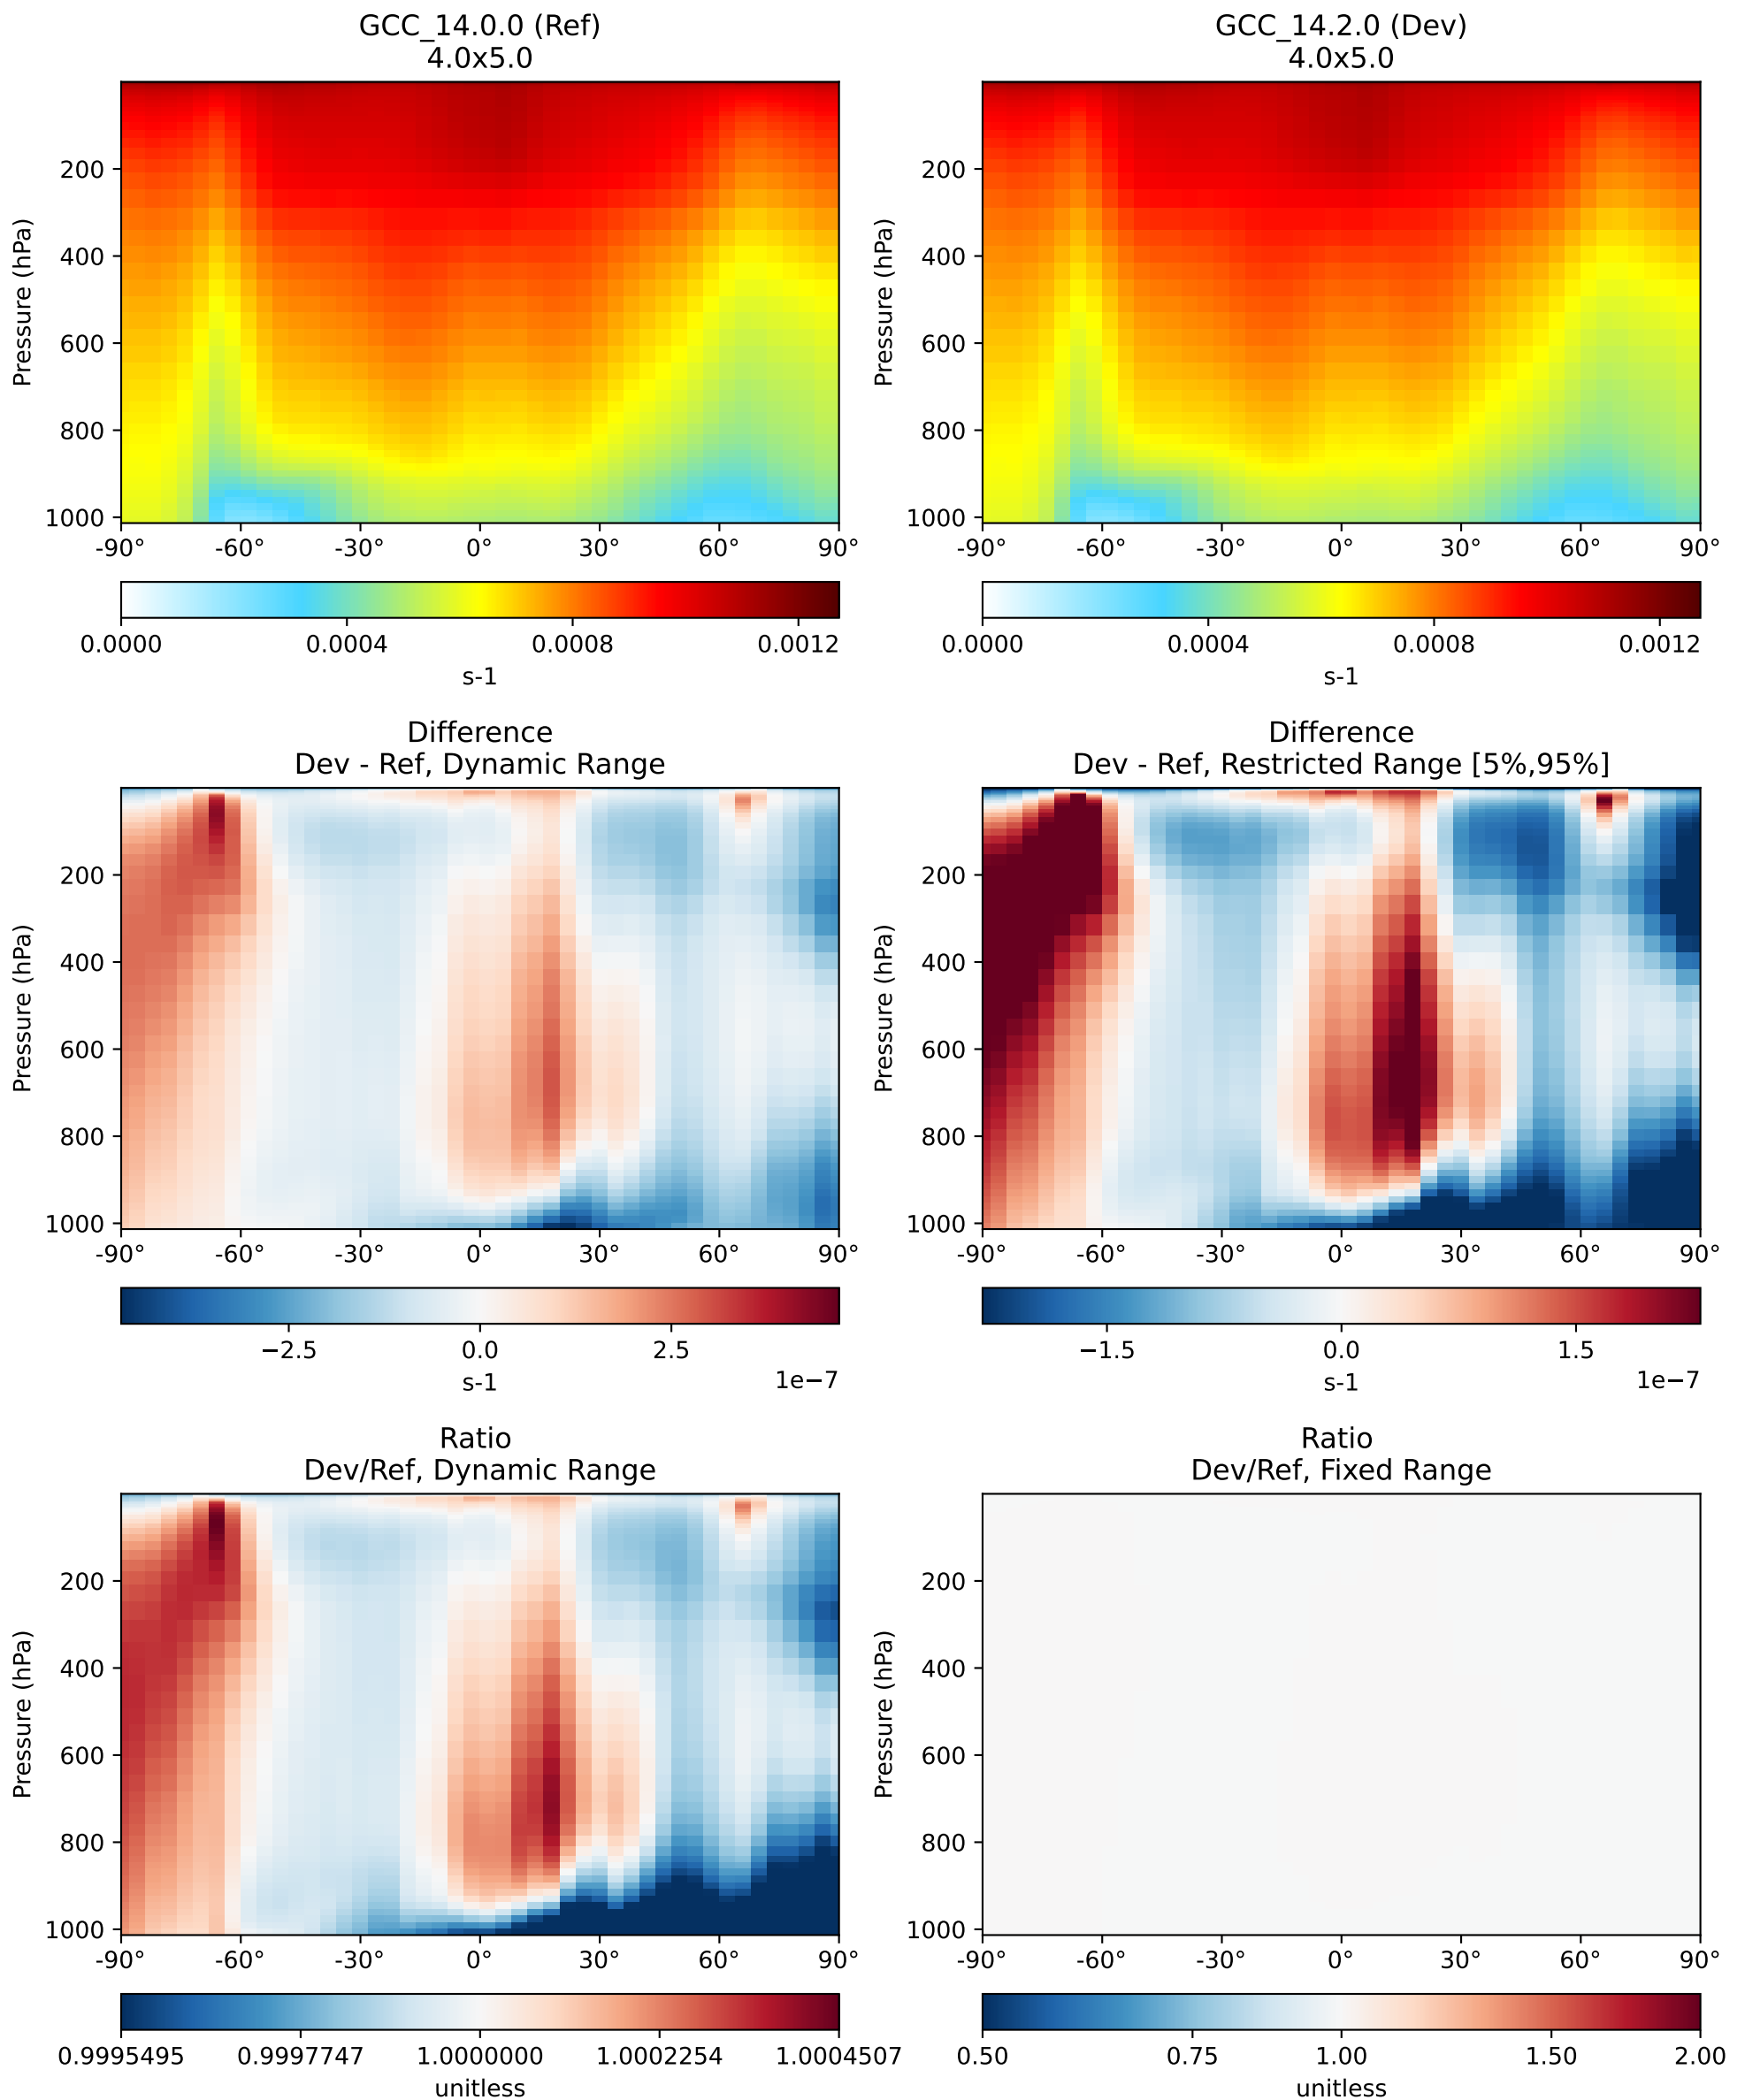 GCC_14.0.0 (Ref)
4.0x5.0
Pressure (hPa)
200
400
600
800
1000
-90° -60° -30° 0° 30° 60° 90°
0.0000 0.0004 0.0008 0.0012
s-1
GCC_14.2.0 (Dev)
4.0x5.0
Pressure (hPa)
200
400
600
800
1000
-90° -60° -30° 0° 30° 60° 90°
0.0000 0.0004 0.0008 0.0012
s-1
Difference
Dev - Ref, Dynamic Range
Pressure (hPa)
200
400
600
800
1000
-90° -60° -30° 0° 30° 60° 90°
−2.5 0.0 2.5
s-1 1e−7
Difference
Dev - Ref, Restricted Range [5%,95%]
Pressure (hPa)
200
400
600
800
1000
-90° -60° -30° 0° 30° 60° 90°
−1.5 0.0 1.5
s-1 1e−7
Ratio
Dev/Ref, Dynamic Range
Pressure (hPa)
200
400
600
800
1000
-90° -60° -30° 0° 30° 60° 90°
0.9995495 0.9997747 1.0000000 1.0002254 1.0004507
unitless
Ratio
Dev/Ref, Fixed Range
Pressure (hPa)
200
400
600
800
1000
-90° -60° -30° 0° 30° 60° 90°
0.50 0.75 1.00 1.50 2.00
unitless